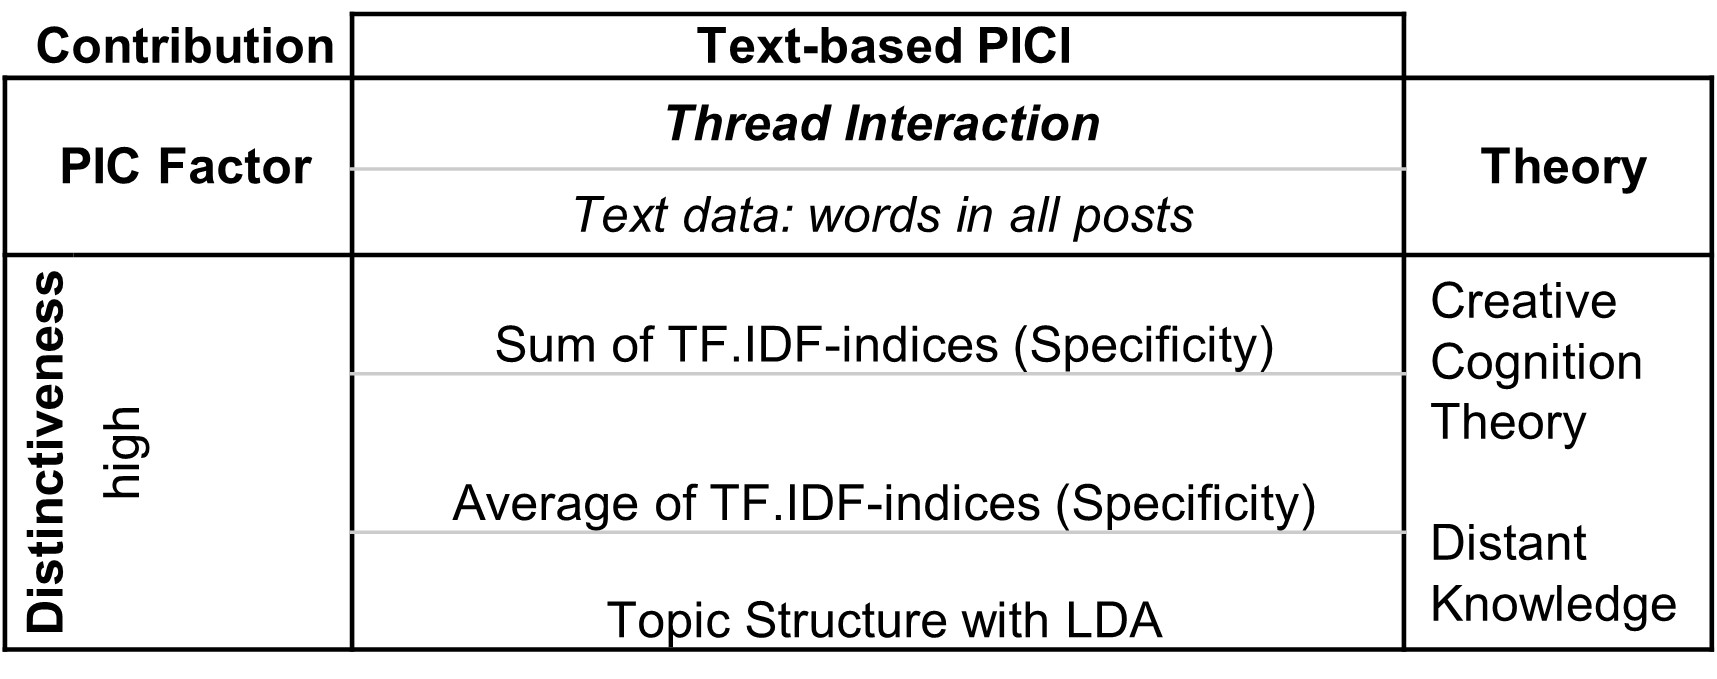 Contribution
Text-based PICI
PIC Factor
Thread Interaction
Text data: words in all posts
Theory
Distinctiveness
high
Sum of TF.IDF-indices (Specificity)
Average of TF.IDF-indices (Specificity)
Topic Structure with LDA
Creative
Cognition
Theory
Distant
Knowledge